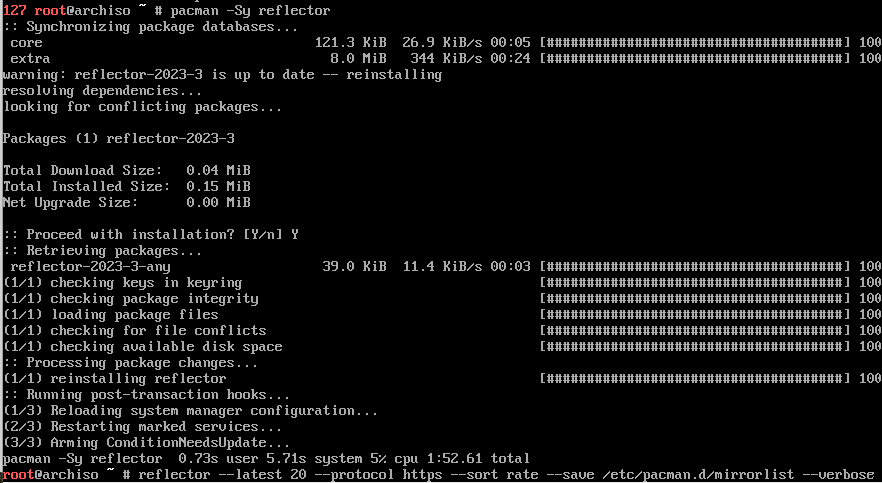 127 root@archiso ~ # pacman -Sy reflector
:: Synchronizing package databases...
 core 121.3 KiB 26.9 KiB/s 00:05 [#####################################] 100
 extra 8.0 MiB 344 KiB/s 00:24 [#####################################] 100
warning: reflector-2023-3 is up to date -- reinstalling
resolving dependencies...
looking for conflicting packages...
Packages (1) reflector-2023-3
Total Download Size: 0.04 MiB
Total Installed Size: 0.15 MiB
Net Upgrade Size: 0.00 MiB
:: Proceed with installation? [Y/n] Y
:: Retrieving packages...
 reflector-2023-3-any 39.0 KiB 11.4 KiB/s 00:03 [#####################################] 100
(1/1) checking keys in keyring [#####################################] 100
(1/1) checking package integrity [#####################################] 100
(1/1) loading package files [#####################################] 100
(1/1) checking for file conflicts [#####################################] 100
(1/1) checking available disk space [#####################################] 100
:: Processing package changes...
(1/1) reinstalling reflector [#####################################] 100
:: Running post-transaction hooks...
(1/3) Reloading system manager configuration...
(2/3) Restarting marked services...
(3/3) Arming ConditionNeedsUpdate...
pacman -Sy reflector 0.73s user 5.71s system 5% cpu 1:52.61 total
root@archiso ~ # reflector --latest 20 --protocol https --sort rate --save /etc/pacman.d/mirrorlist --verbose